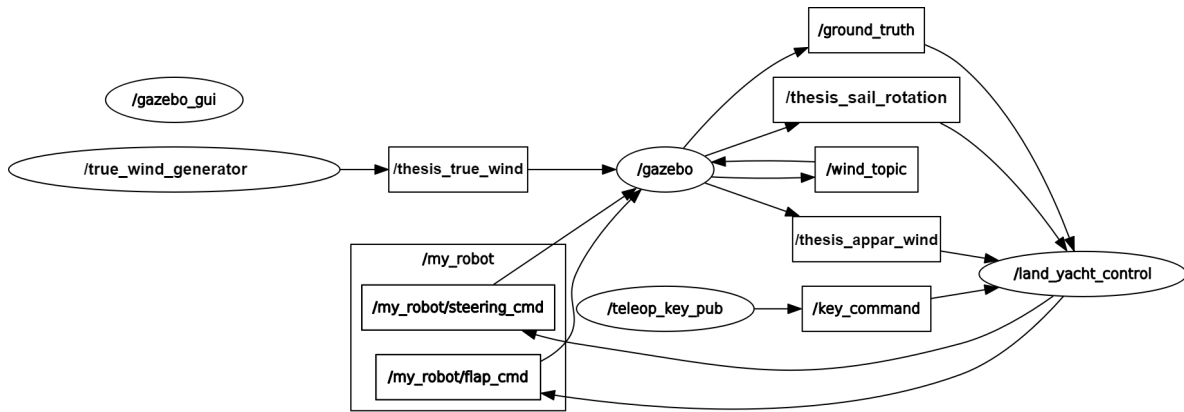 /ground_truth
/gazebo_gui
/thesis_sail_rotation
/true_wind_generator
/thesis_true_wind
/gazebo
/wind_topic
/thesis_appar_wind
/my_robot
/land_yacht_control
/my_robot/steering_cmd
/teleop_key_pub
/key_command
/my_robot/flap_cmd